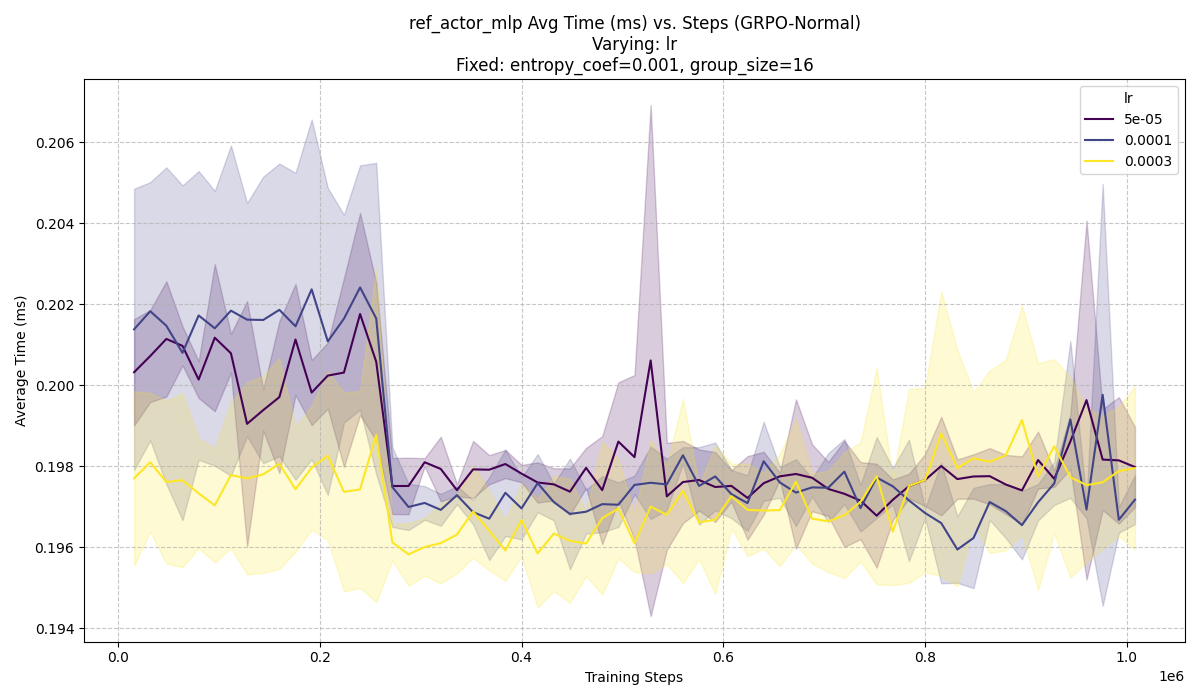 ref_actor_mlp Avg Time (ms) vs. Steps (GRPO-Normal)
Varying: lr
Fixed: entropy_coef=0.001, group_size=16
lr
5e-05
0.0001
0.0003
0.206
0.204
0.202
0.200
0.198
0.196
0.194
Average Time (ms)
0.0
0.2
0.4
0.6
0.8
1.0
1e6
Training Steps